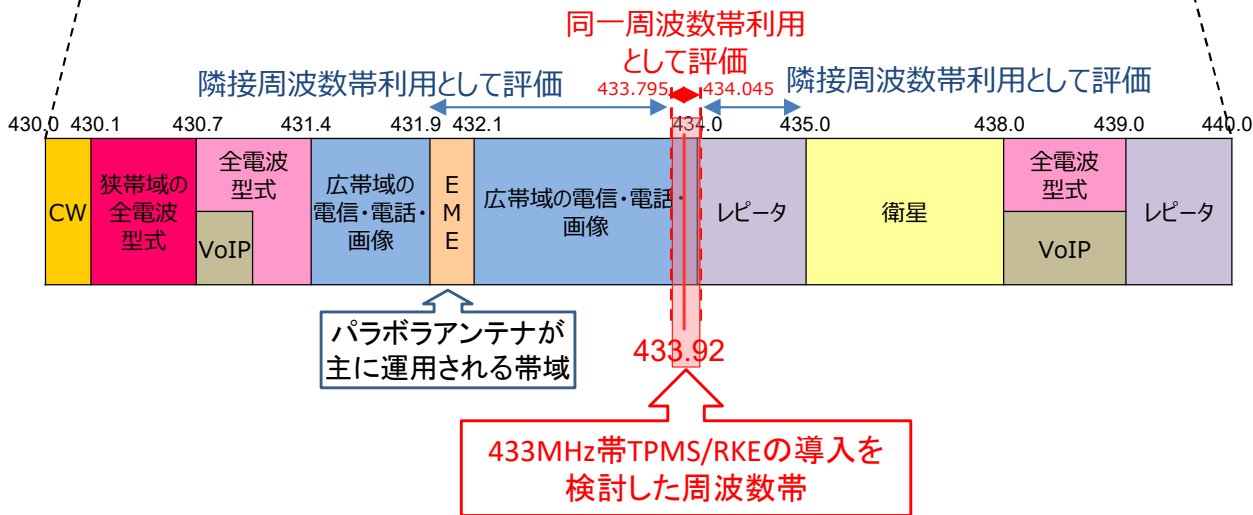 同一周波数帯利用
として評価
隣接周波数帯利用として評価
433.795
434.045
隣接周波数帯利用として評価
430.0 430.1 430.7 431.4 431.9 432.1 434.0 435.0 438.0 439.0 440.0
CW
狭帯域の
全電波
型式
全電波
型式
VoIP
広帯域の
電信・電話・
画像
E
M
E
広帯域の電信・電話・
画像
レピータ
衛星
全電波
型式
VoIP
レピータ
パラボラアンテナが
主に運用される帯域
433.92
433MHz帯TPMS/RKEの導入を
検討した周波数帯